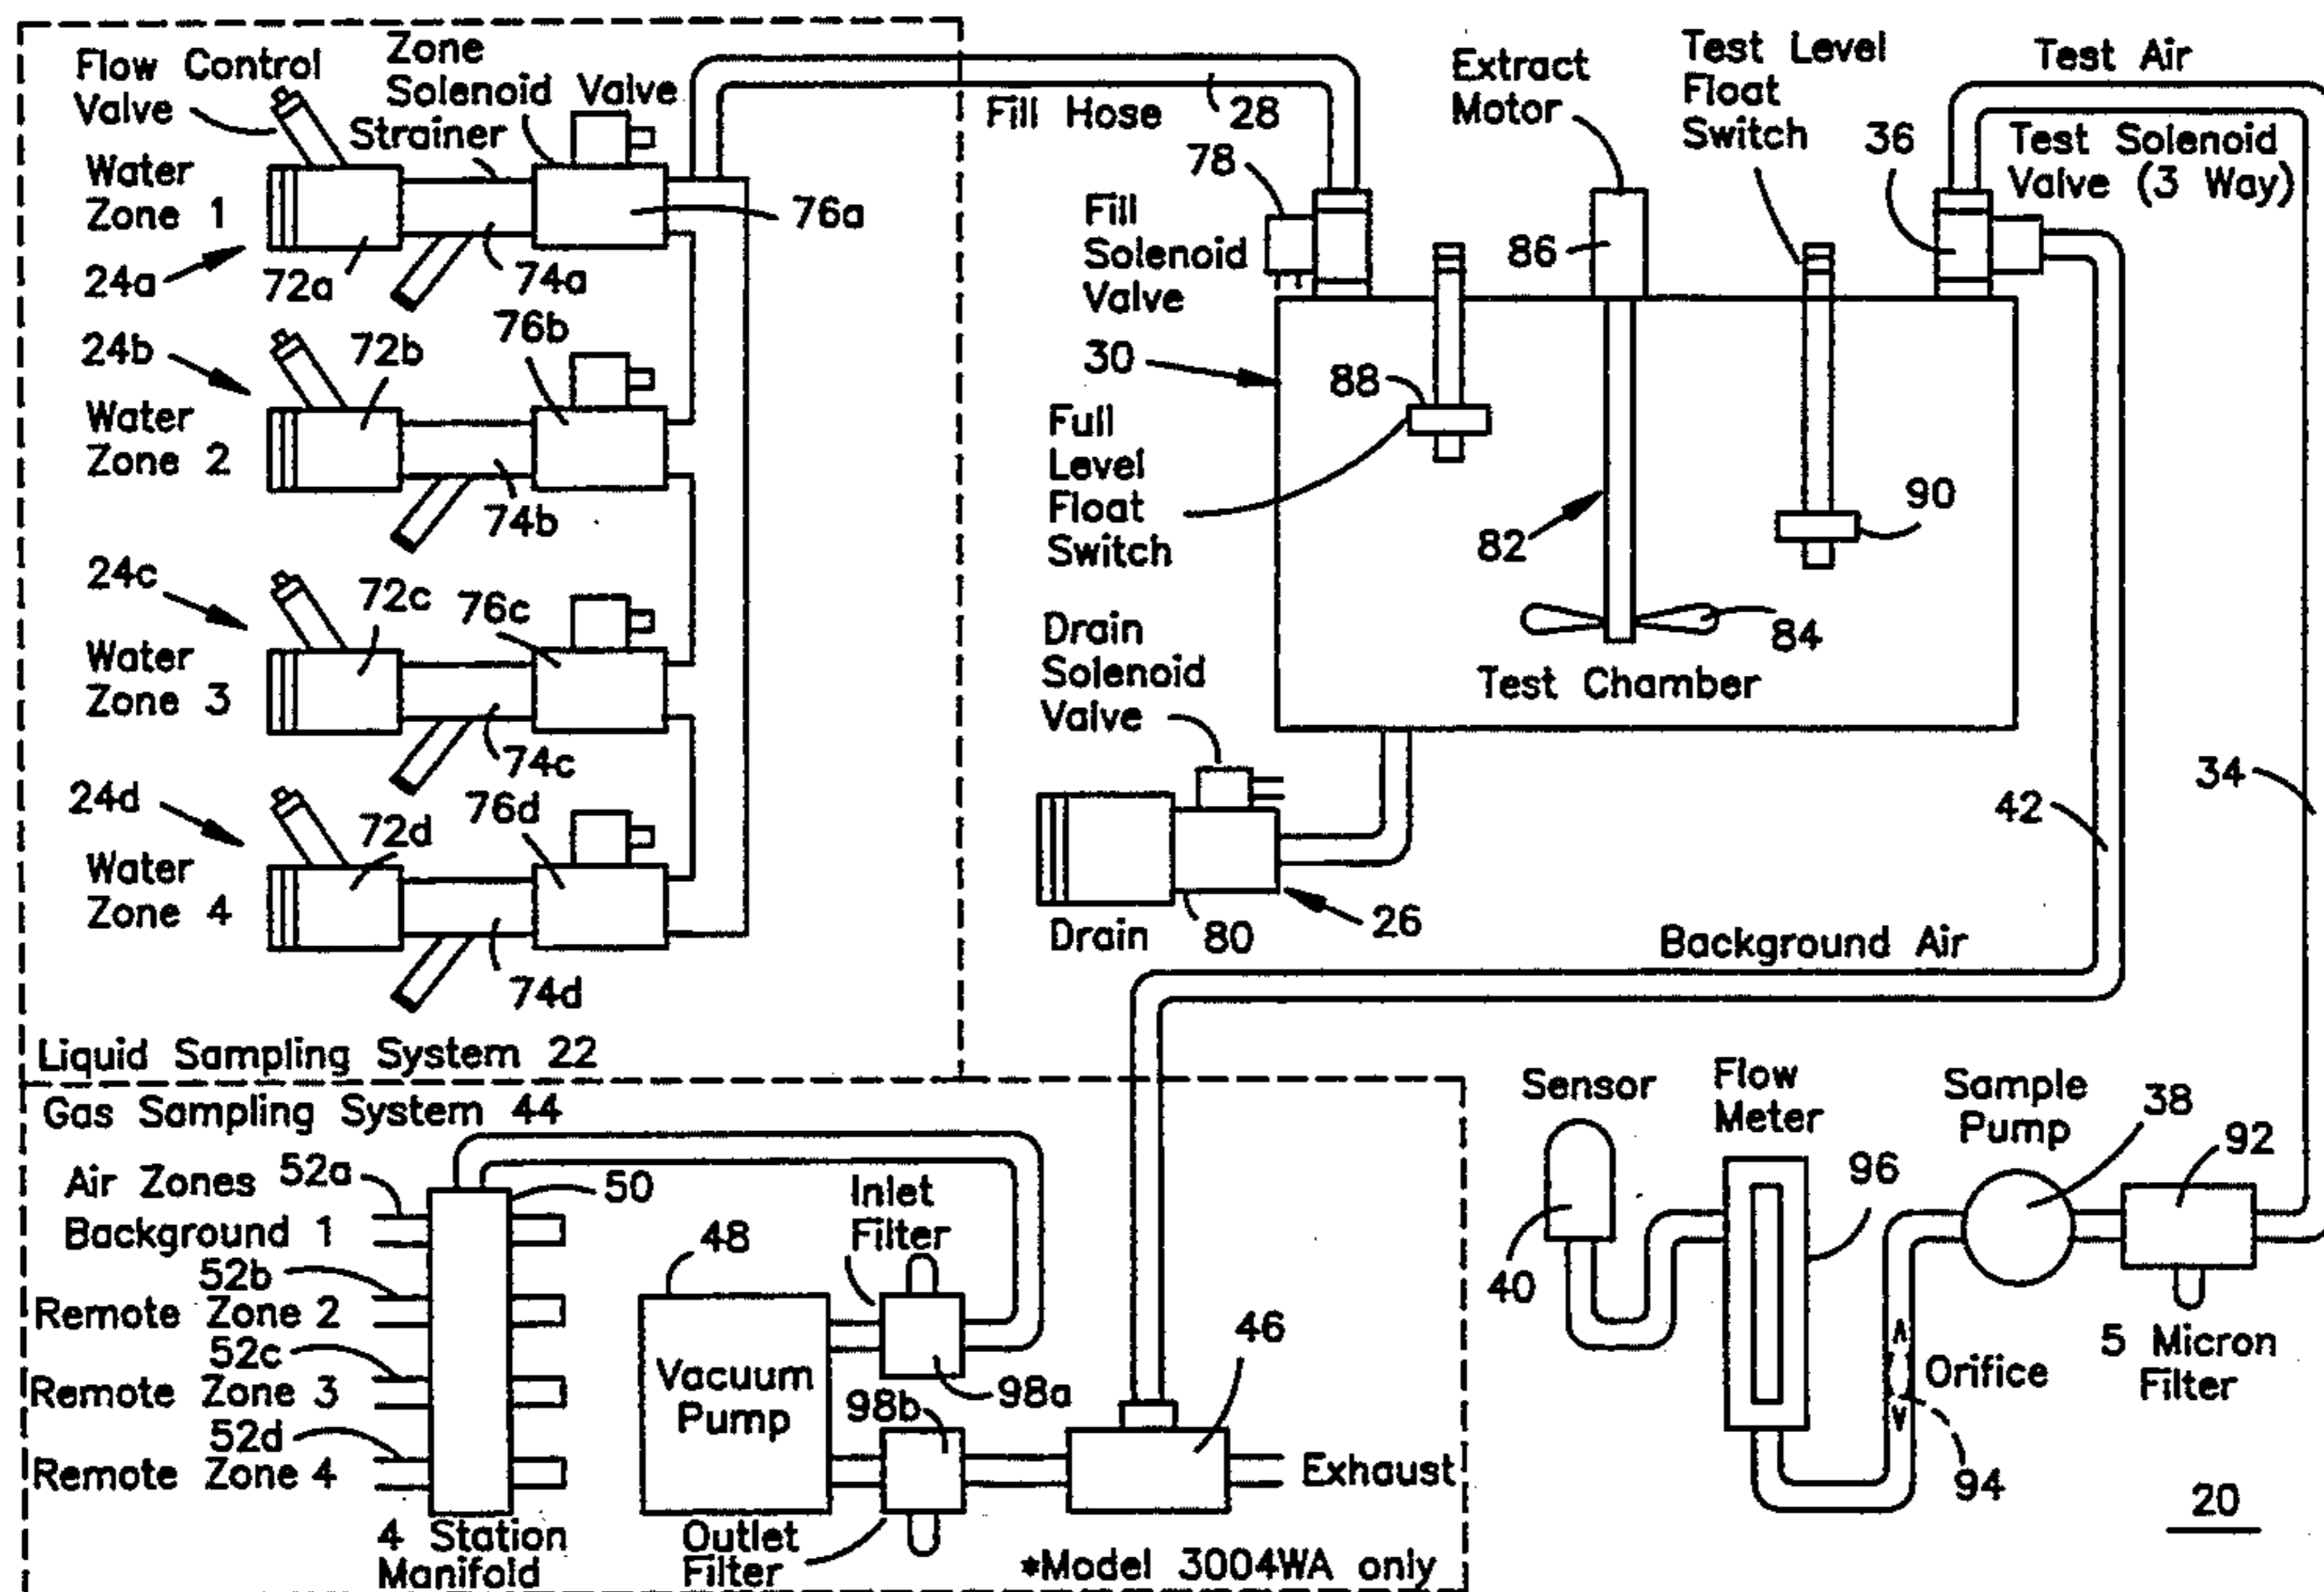 Flow Control
Valve
Zone
Solenoid Valve
Strainer
Water
Zone 1
24a
72a
74a
76a
24b
72b
76b
Water
Zone 2
74b
24c
72c
76c
Water
Zone 3
74c
24d
72d
76d
Water
Zone 4
74d
Liquid Sampling System 22
Fill Hose
28
78
Fill
Solenoid
Valve
30
Extract
Motor
86
Test Level
Float
Switch
36
Test Air
Test Solenoid
Valve (3 Way)
88
Full
Level
Float
Switch
82
90
84
Test Chamber
Drain
Solenoid
Valve
Drain
80
26
42
34
Background Air
Gas Sampling System 44
Air Zones
52a
Background 1
52b
Remote Zone 2
52c
Remote Zone 3
52d
Remote Zone 4
50
4 Station
Manifold
48
Vacuum
Pump
Inlet
Filter
98a
98b
Outlet
Filter
46
Exhaust
*Model 3004WA only
Sensor
40
Flow
Meter
96
Sample
Pump
38
92
5 Micron
Filter
Orifice
94
20